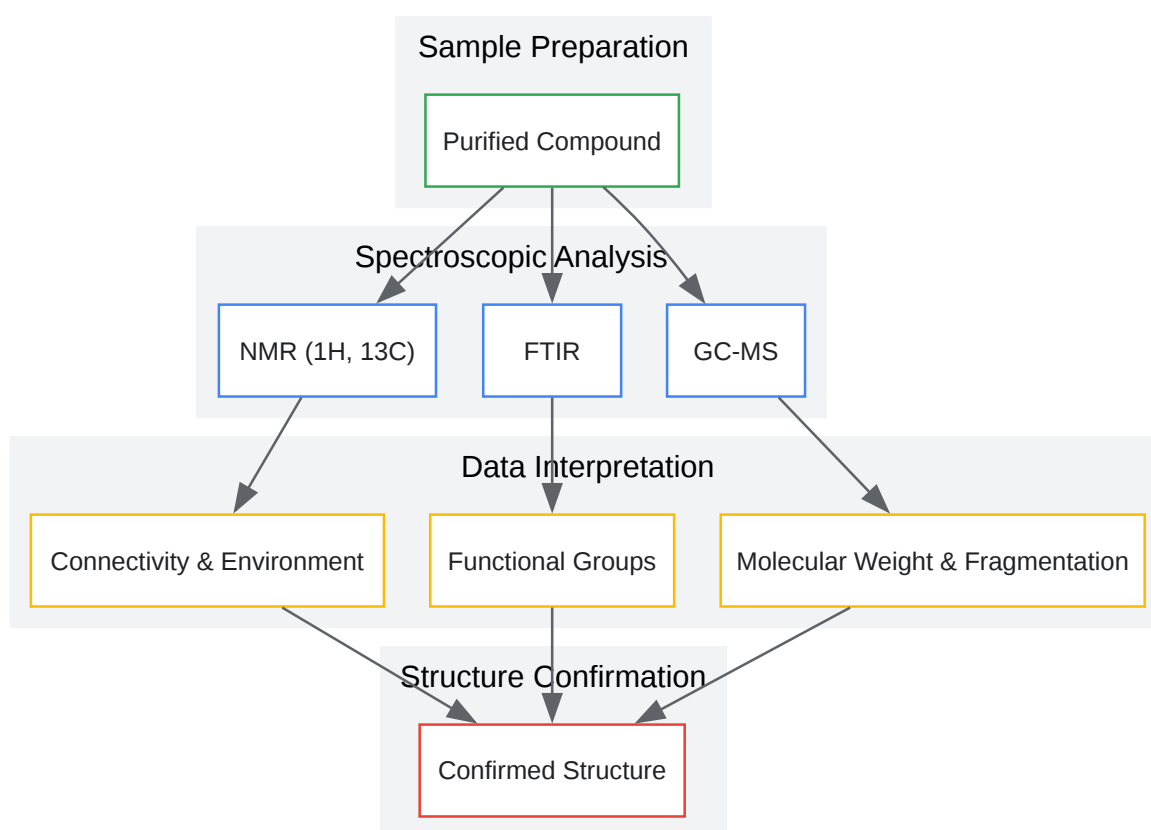 Sample Preparation
Purified Compound
Spectroscopic Analysis
NMR (1H, 13C)
FTIR
GC-MS
Data Interpretation
Connectivity & Environment
Functional Groups
Molecular Weight & Fragmentation
Structure Confirmation
Confirmed Structure